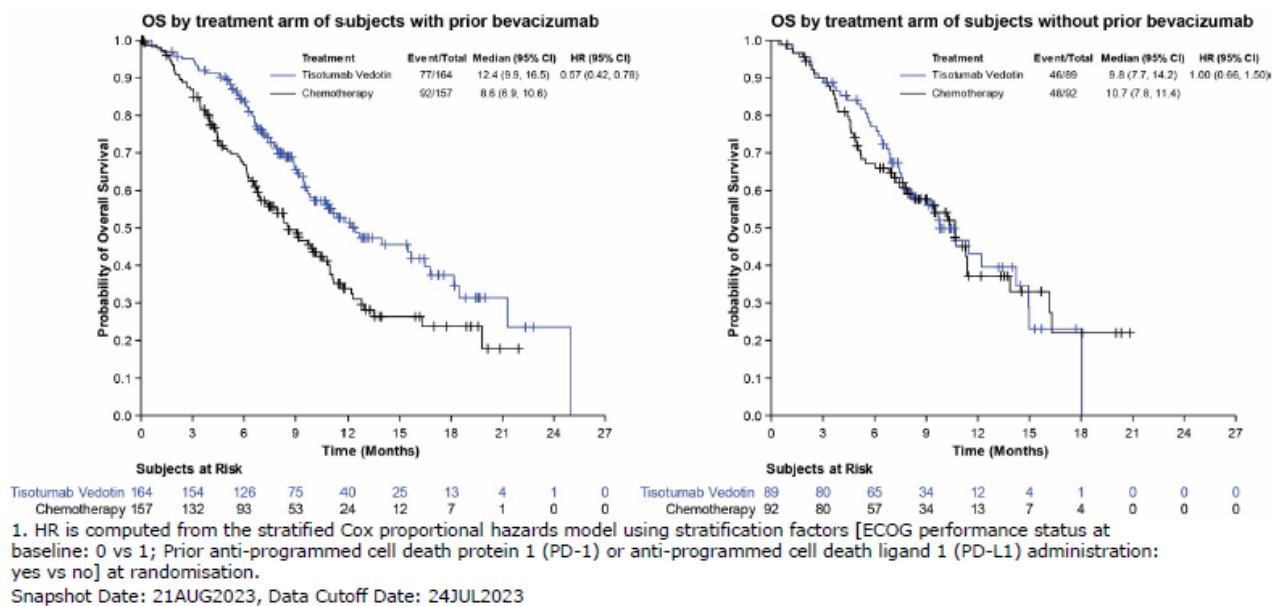 OS by treatment arm of subjects with prior bevacizumab
Treatment Event/Total Median (95% CI) HR (95% CI)
Tisotumab Vedotin 77/164 12.4 (9.9, 16.5) 0.57 (0.42, 0.78)
Chemotherapy 92/157 8.6 (6.9, 10.6)
Probability of Overall Survival
1.0
0.9
0.8
0.7
0.6
0.5
0.4
0.3
0.2
0.1
0.0
0 3 6 9 12 15 18 21 24 27
Time (Months)
Subjects at Risk
Tisotumab Vedotin 164 154 126 75 40 25 13 4 1 0
Chemotherapy 157 132 93 53 24 12 7 1 0 0
OS by treatment arm of subjects without prior bevacizumab
Treatment Event/Total Median (95% CI) HR (95% CI)
Tisotumab Vedotin 46/89 9.8 (7.7, 14.2) 1.00 (0.66, 1.50)
Chemotherapy 48/92 10.7 (7.8, 11.4)
Probability of Overall Survival
1.0
0.9
0.8
0.7
0.6
0.5
0.4
0.3
0.2
0.1
0.0
0 3 6 9 12 15 18 21 24 27
Time (Months)
Subjects at Risk
Tisotumab Vedotin 89 80 65 34 12 4 1 0 0 0
Chemotherapy 92 80 57 34 13 7 4 0 0 0
1. HR is computed from the stratified Cox proportional hazards model using stratification factors [ECOG performance status at
baseline: 0 vs 1; Prior anti-programmed cell death protein 1 (PD-1) or anti-programmed cell death ligand 1 (PD-L1) administration:
yes vs no] at randomisation.
Snapshot Date: 21AUG2023, Data Cutoff Date: 24JUL2023